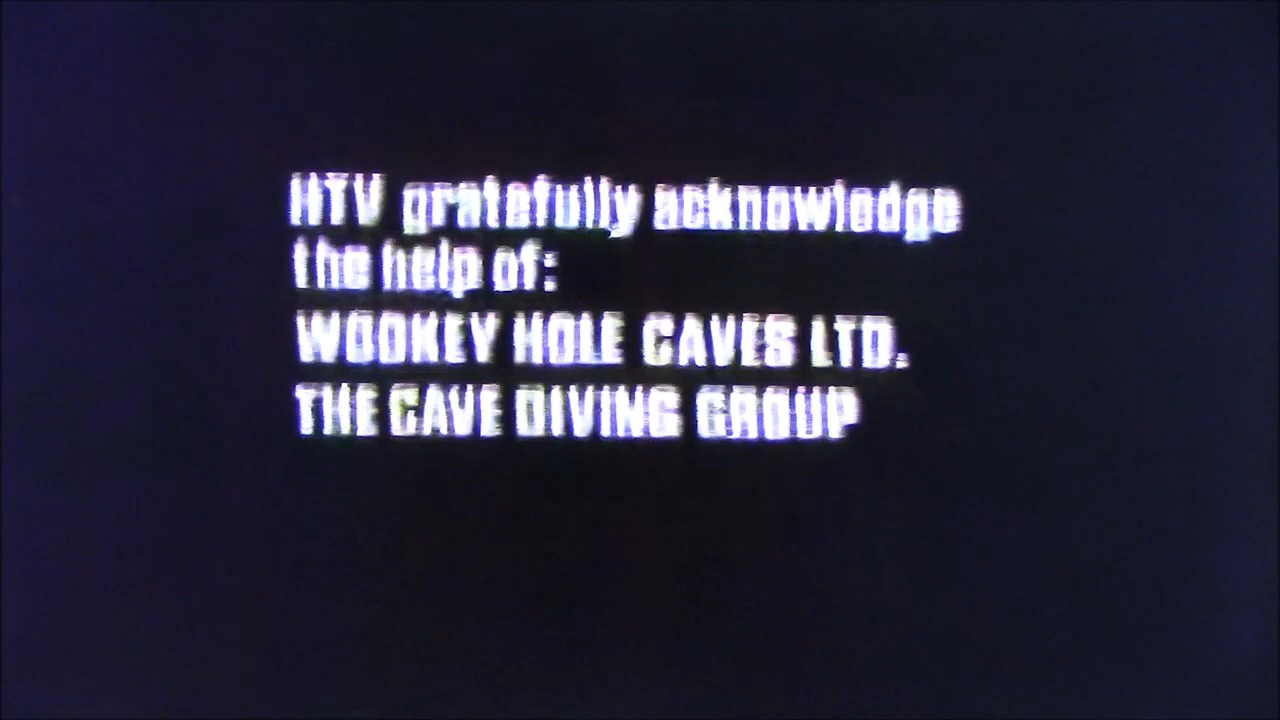 HTV gratefully acknowledge
the help of:
WOOKEY HOLE CAVES LTD.
THE CAVE DIVING GROUP